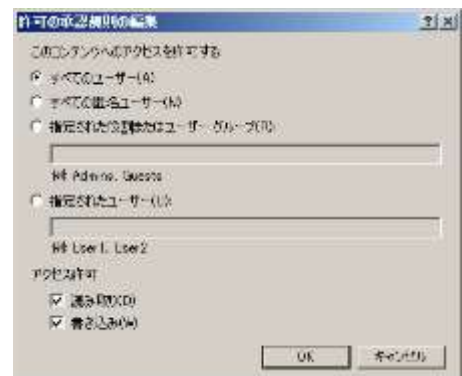 許可の承認規則の編集
このコンテンツへのアクセスを許可する
すべてのユーザー(A)
すべての匿名ユーザー(N)
指定された役割またはユーザー グループ(R):
例: Admins, Guests
指定されたユーザー(U):
例: User1, User2
アクセス許可
読み取り(D)
書き込み(W)
OK キャンセル